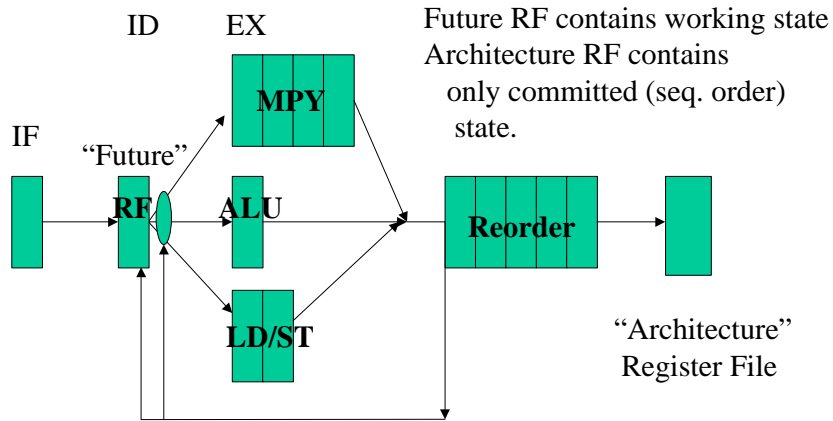 ID
EX
Future RF contains working state
Architecture RF contains
only committed (seq. order)
state.
MPY
IF
“Future”
RF
ALU
Reorder
LD/ST
“Architecture”
Register File